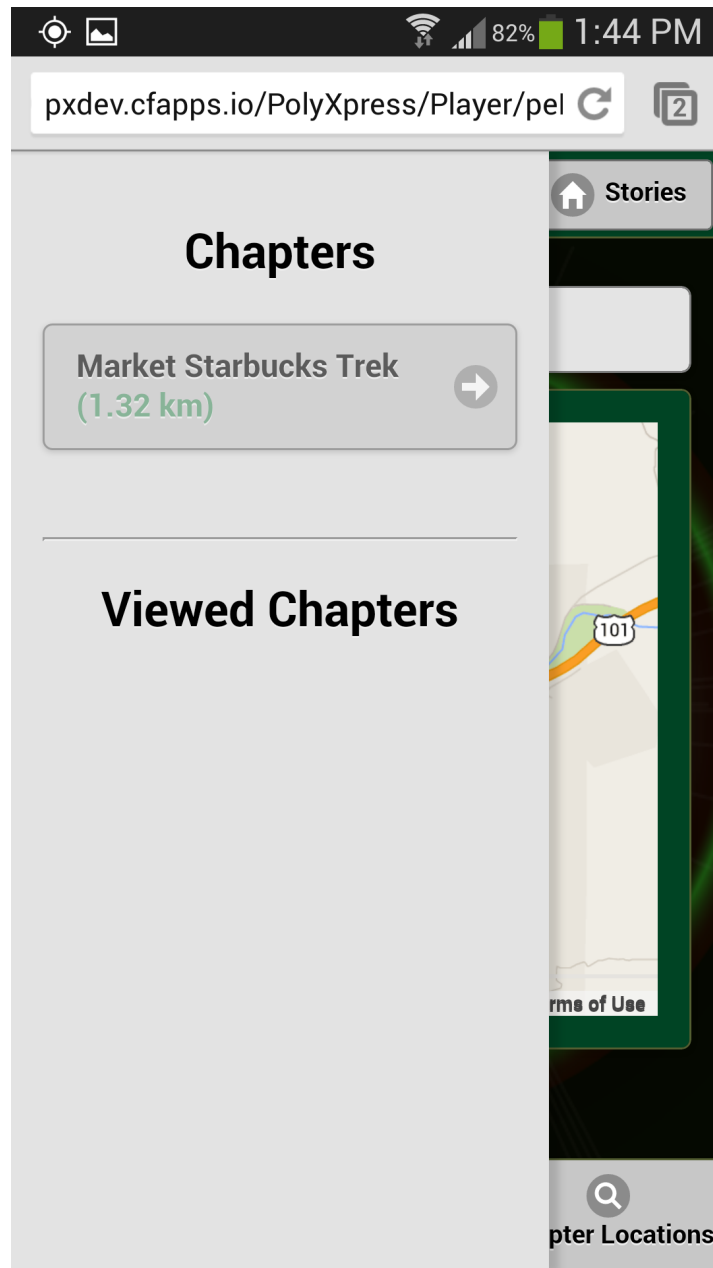 82% 1:44 PM
pxdev.cfapps.io/PolyXpress/Player/pel
2
Stories
Chapters
Market Starbucks Trek
(1.32 km)
Viewed Chapters
101
rms of Use
pter Locations